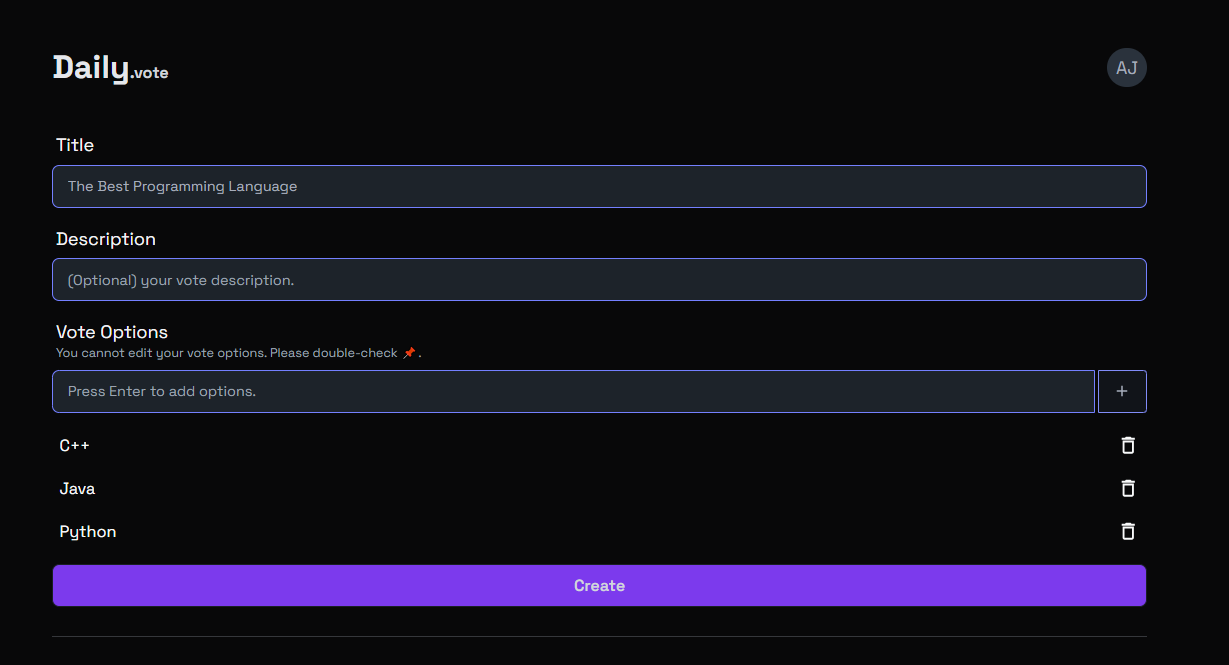 Daily.vote
AJ
Title
The Best Programming Language
Description
(Optional) your vote description.
Vote Options
You cannot edit your vote options. Please double-check 📌 .
Press Enter to add options.
+
C++
Java
Python
Create